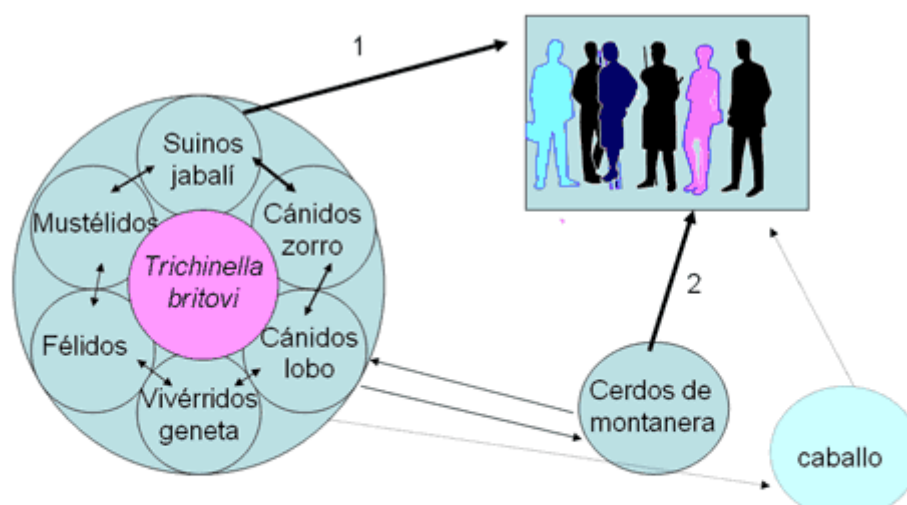 1
Suinos
jabalí
Mustélidos
Cánidos
zorro
Trichinella
britovi
Félidos
Cánidos
lobo
Vivérridos
geneta
2
Cerdos de
montanera
caballo